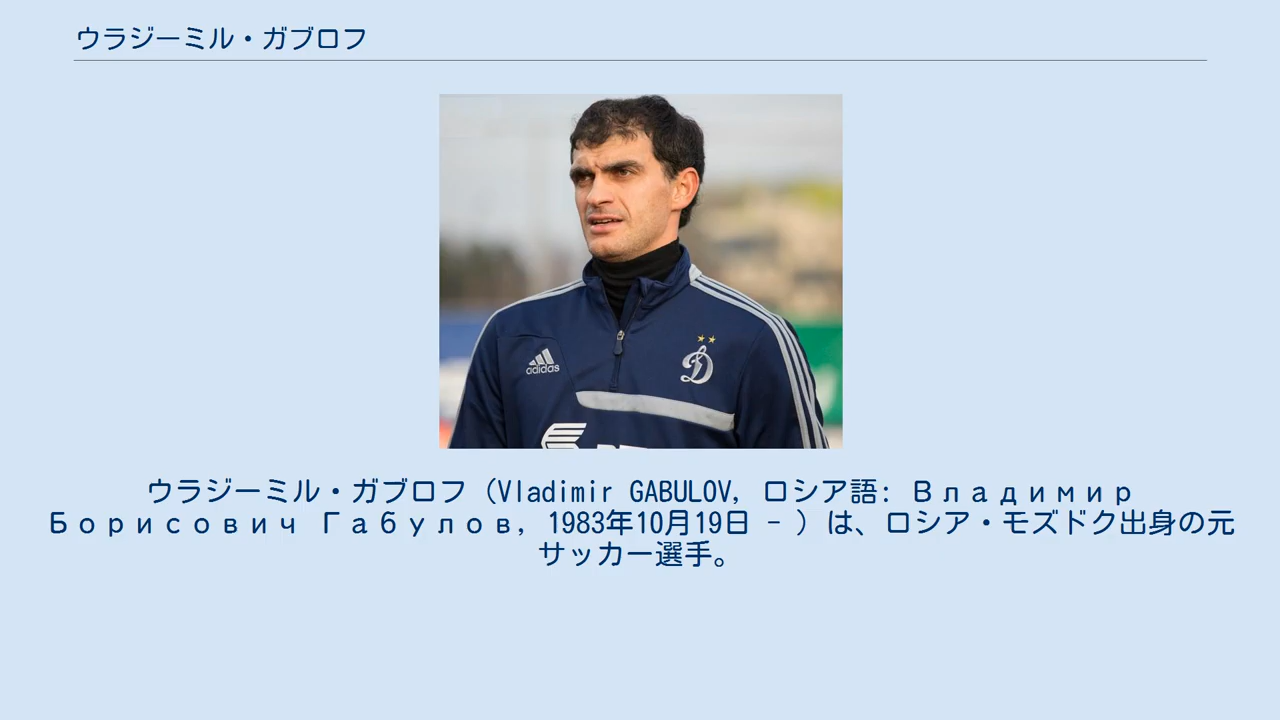 ウラジーミル・ガブロフ
adidas
ウラジーミル・ガブロフ（Vladimir GABULOV, ロシア語: Владимир
Борисович Габулов, 1983年10月19日 - ）は、ロシア・モズドク出身の元
サッカー選手。